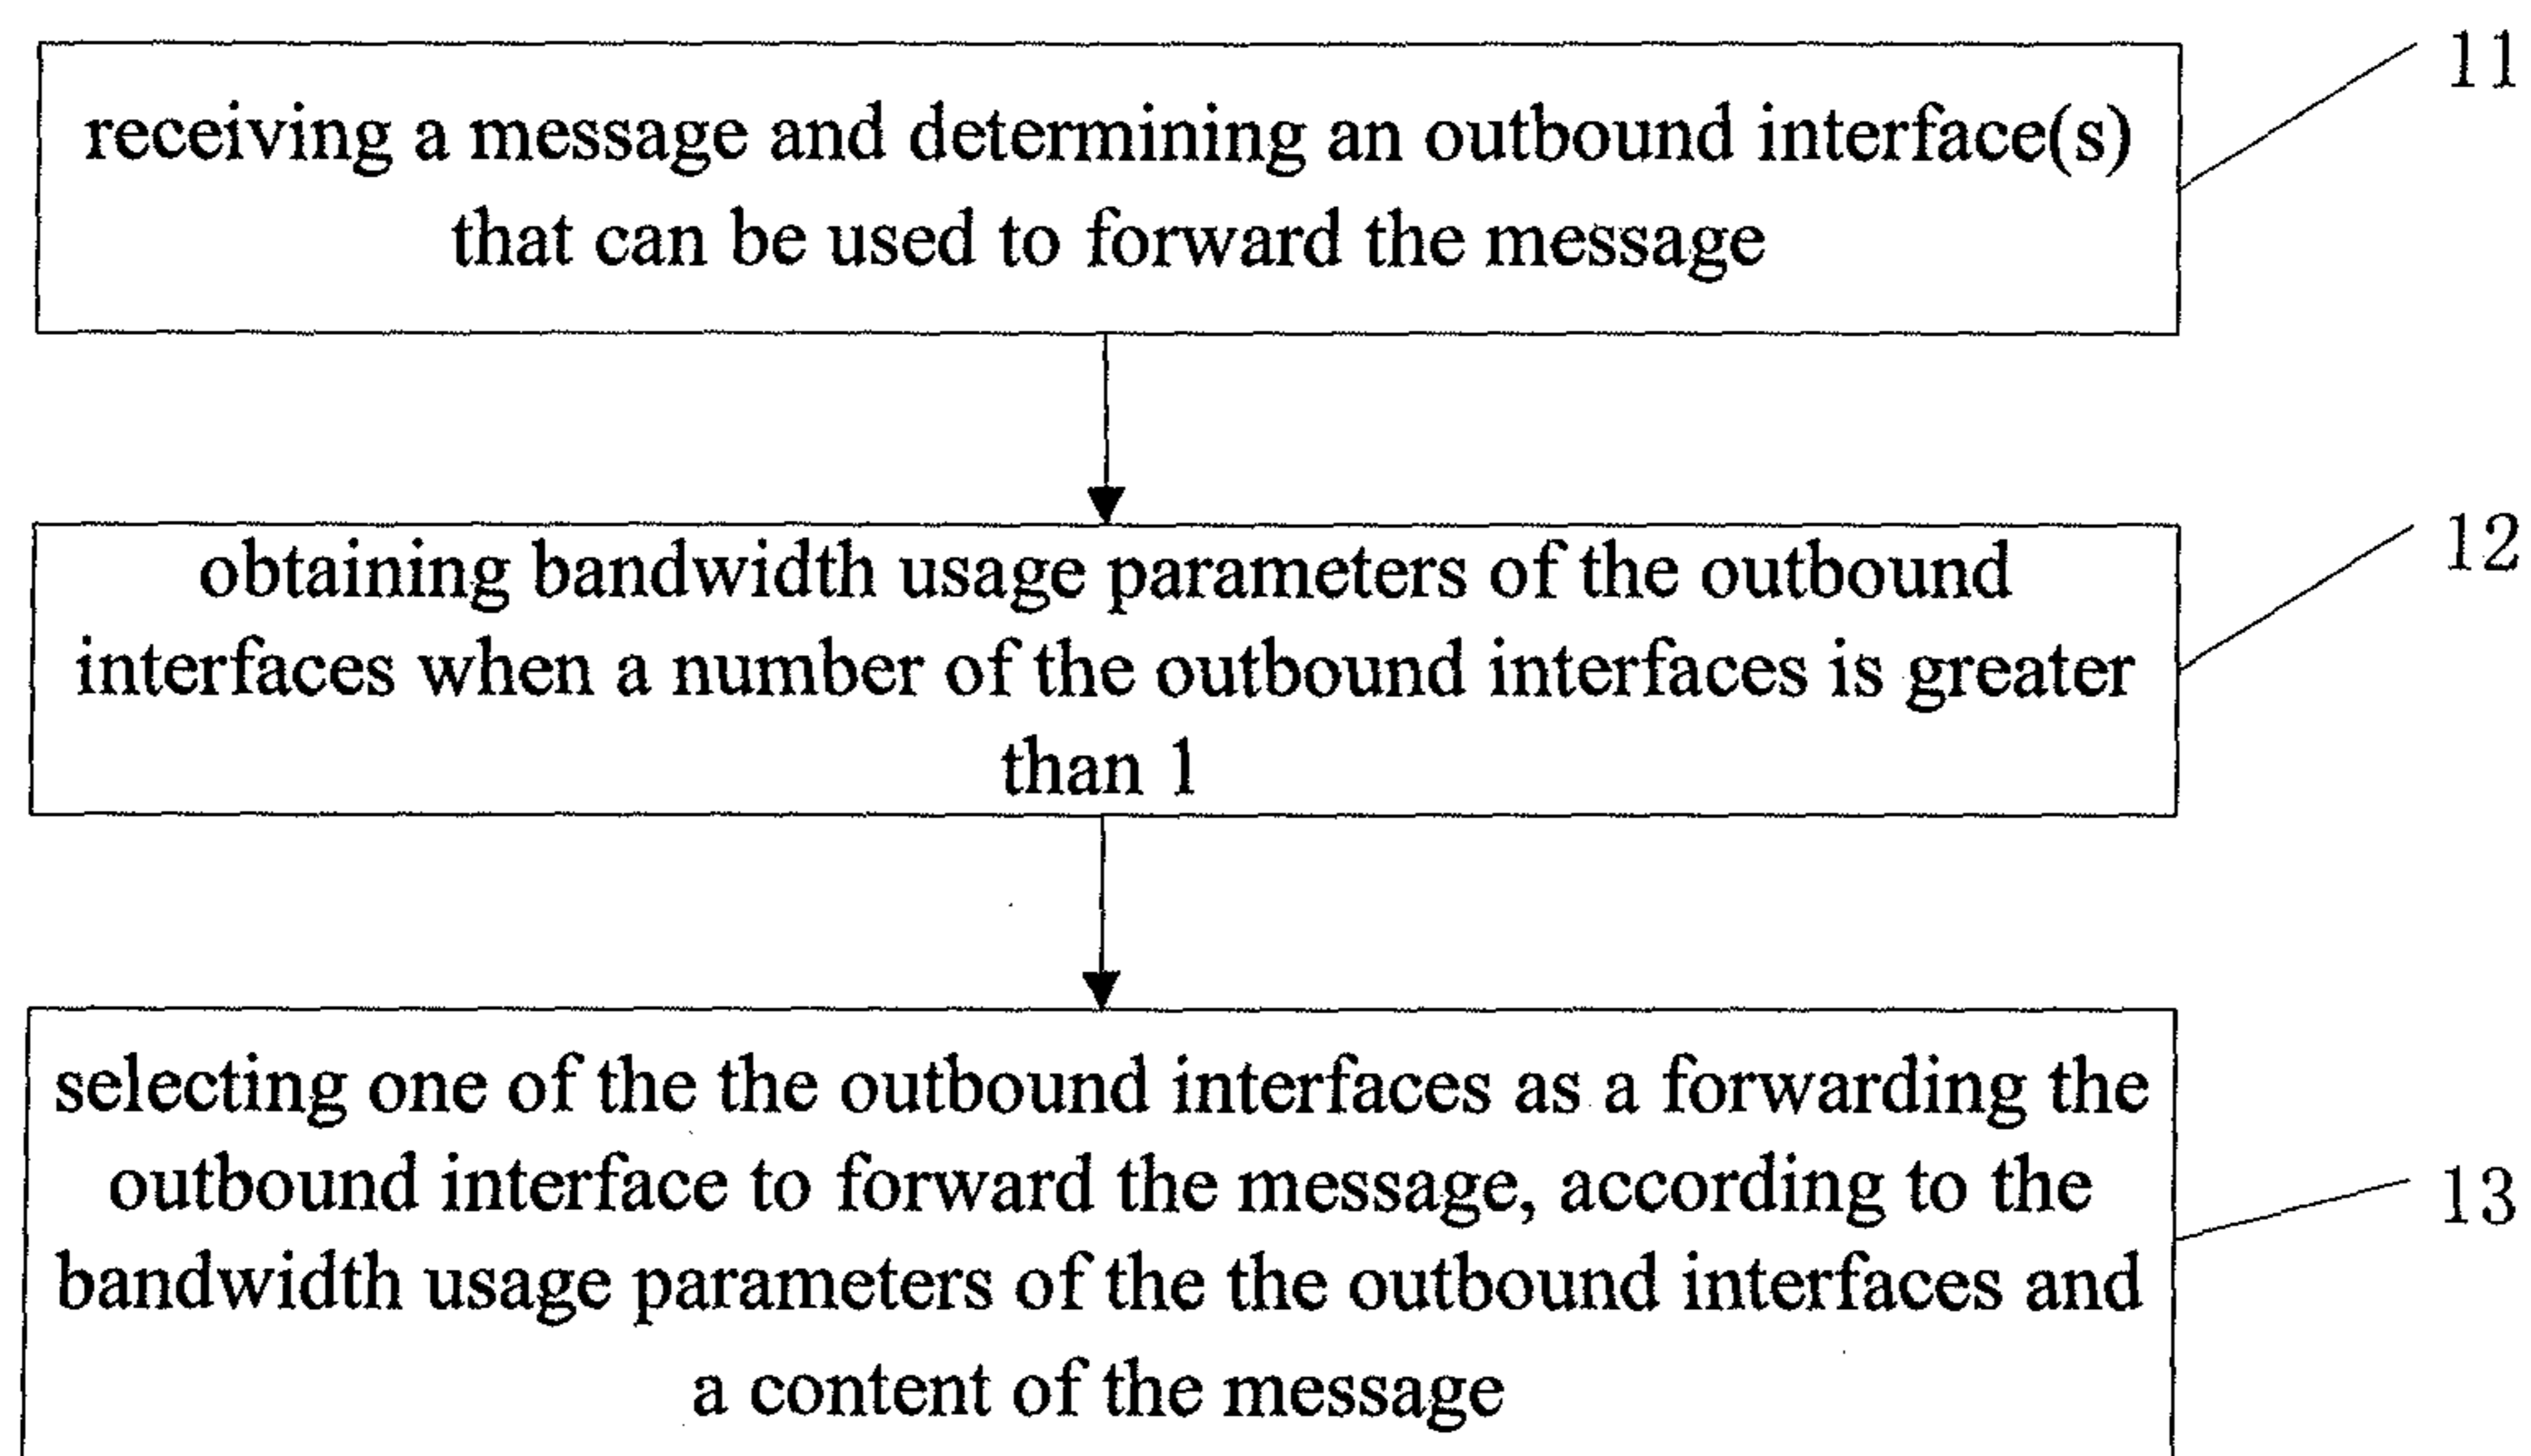 receiving a message and determining an outbound interface(s)
that can be used to forward the message
11
obtaining bandwidth usage parameters of the outbound
interfaces when a number of the outbound interfaces is greater
than 1
12
selecting one of the the outbound interfaces as a forwarding the
outbound interface to forward the message, according to the
bandwidth usage parameters of the the outbound interfaces and
a content of the message
13